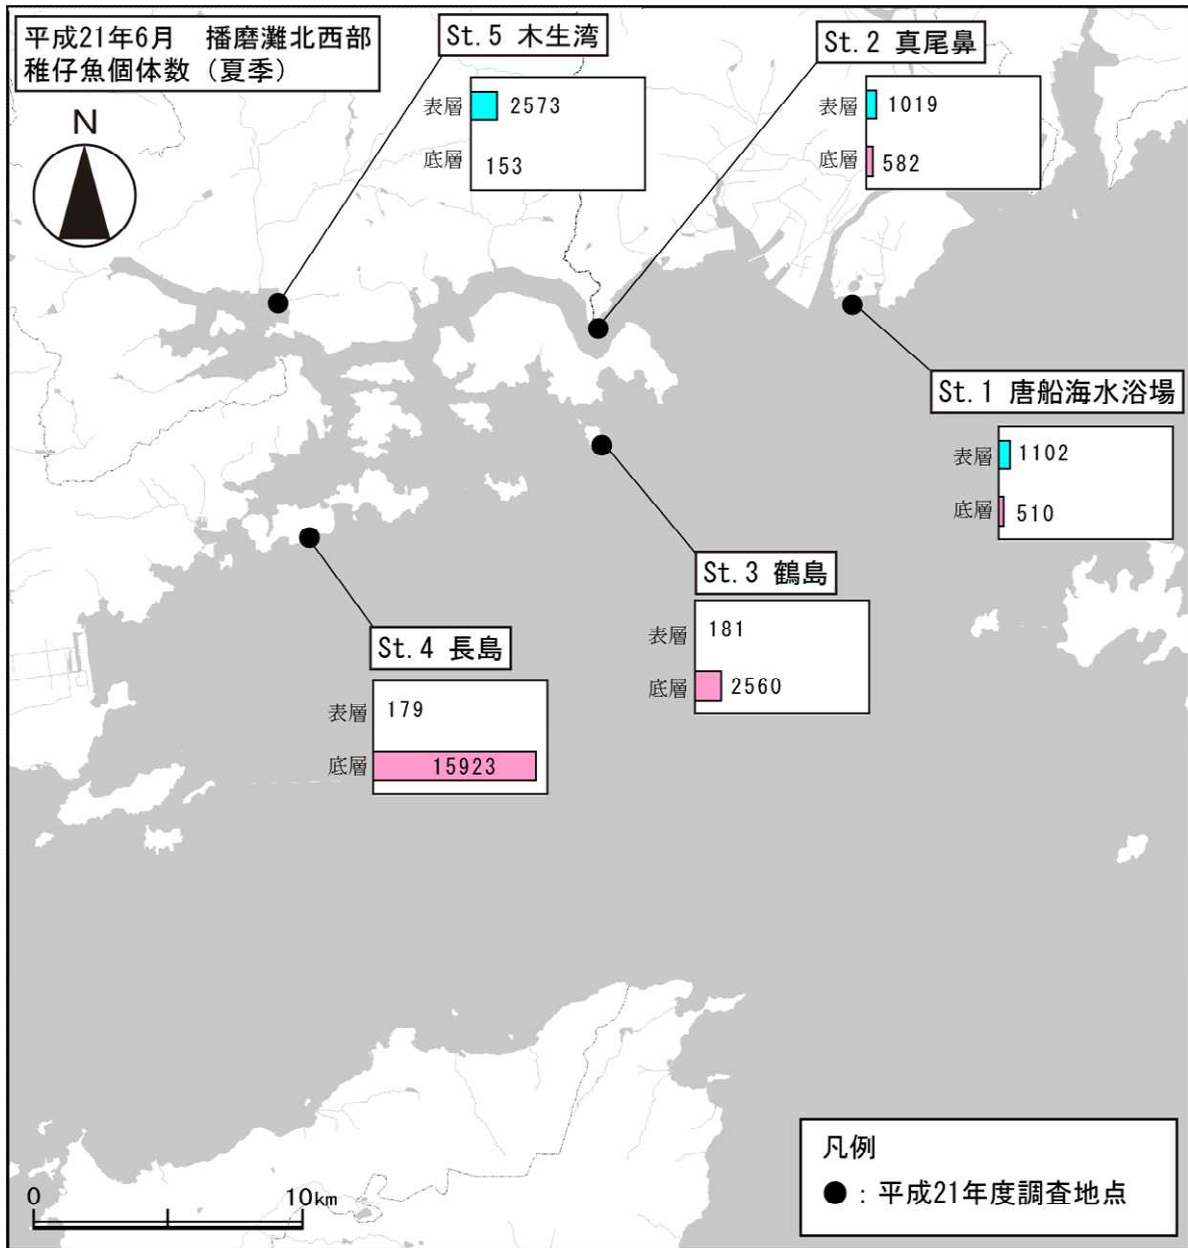 平成21年6月　播磨灘北西部
稚仔魚個体数（夏季）
N
St.5 木生湾
表層 2573
底層 153
St.2 真尾鼻
表層 1019
底層 582
St.1 唐船海水浴場
表層 1102
底層 510
St.3 鶴島
表層 181
底層 2560
St.4 長島
表層 179
底層 15923
0 10km
凡例
●：平成21年度調査地点